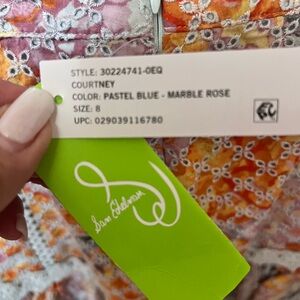 STYLE: 30224741-0EQ
COURTNEY
COLOR: PASTEL BLUE - MARBLE ROSE
SIZE: 8
UPC: 029039116780
Sam Edelman